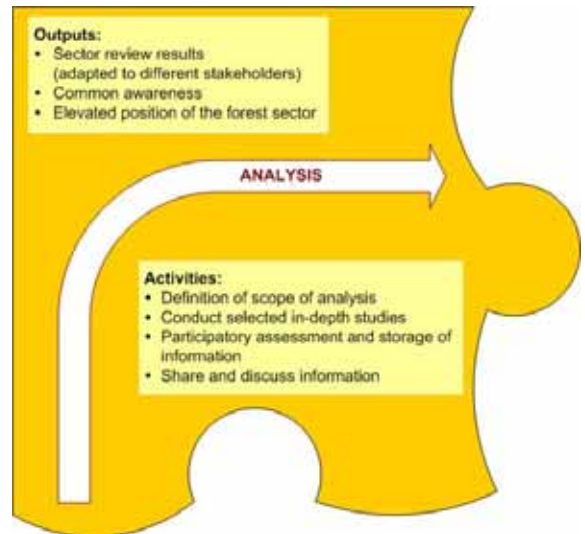 Outputs:
• Sector review results
(adapted to different stakeholders)
• Common awareness
• Elevated position of the forest sector
ANALYSIS
Activities:
• Definition of scope of analysis
• Conduct selected in-depth studies
• Participatory assessment and storage of
information
• Share and discuss information